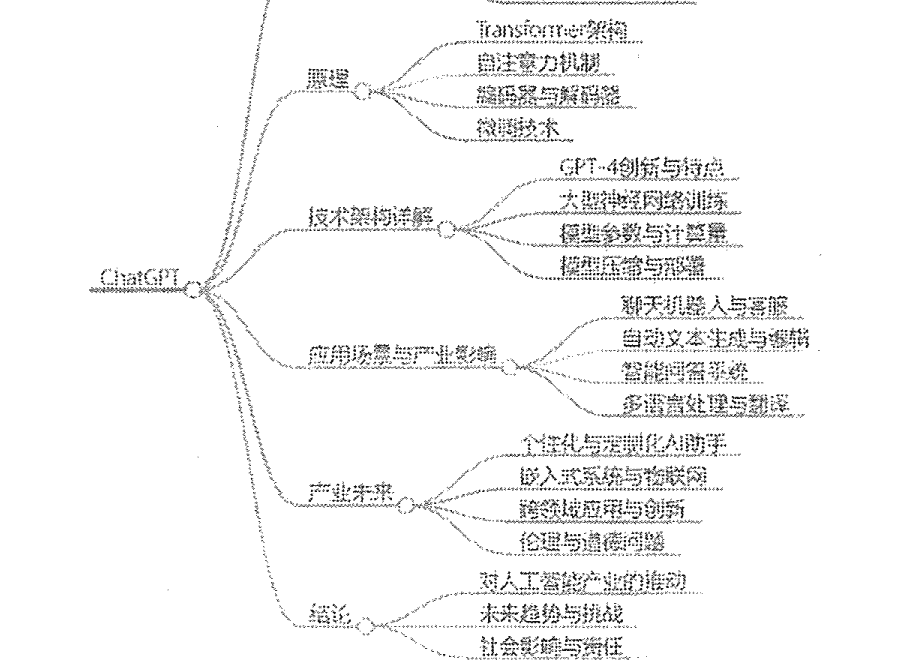 ChatGPT
原理
Transformer架构
自注意力机制
编码器与解码器
微调技术
技术架构详解
GPT-4创新与特点
大型神经网络训练
模型参数与计算量
模型压缩与部署
应用场景与产业影响
聊天机器人与客服
自动文本生成与编辑
智能问答系统
多语言处理与翻译
产业未来
个性化与定制化AI助手
嵌入式系统与物联网
跨领域应用与创新
伦理与道德问题
结论
对人工智能产业的推动
未来趋势与挑战
社会影响与责任